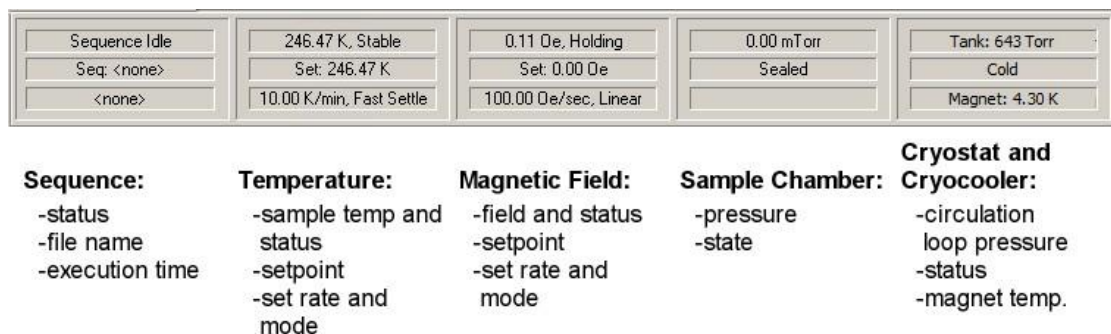 Sequence Idle
Seq: <none>
<none>
246.47 K, Stable
Set: 246.47 K
10.00 K/min, Fast Settle
0.11 Oe, Holding
Set: 0.00 Oe
100.00 Oe/sec, Linear
0.00 mTorr
Sealed
Tank: 643 Torr
Cold
Magnet: 4.30 K
Sequence:
-status
-file name
-execution time
Temperature:
-sample temp and
status
-setpoint
-set rate and
mode
Magnetic Field:
-field and status
-setpoint
-set rate and
mode
Sample Chamber:
-pressure
-state
Cryostat and
Cryocooler:
-circulation
loop pressure
-status
-magnet temp.